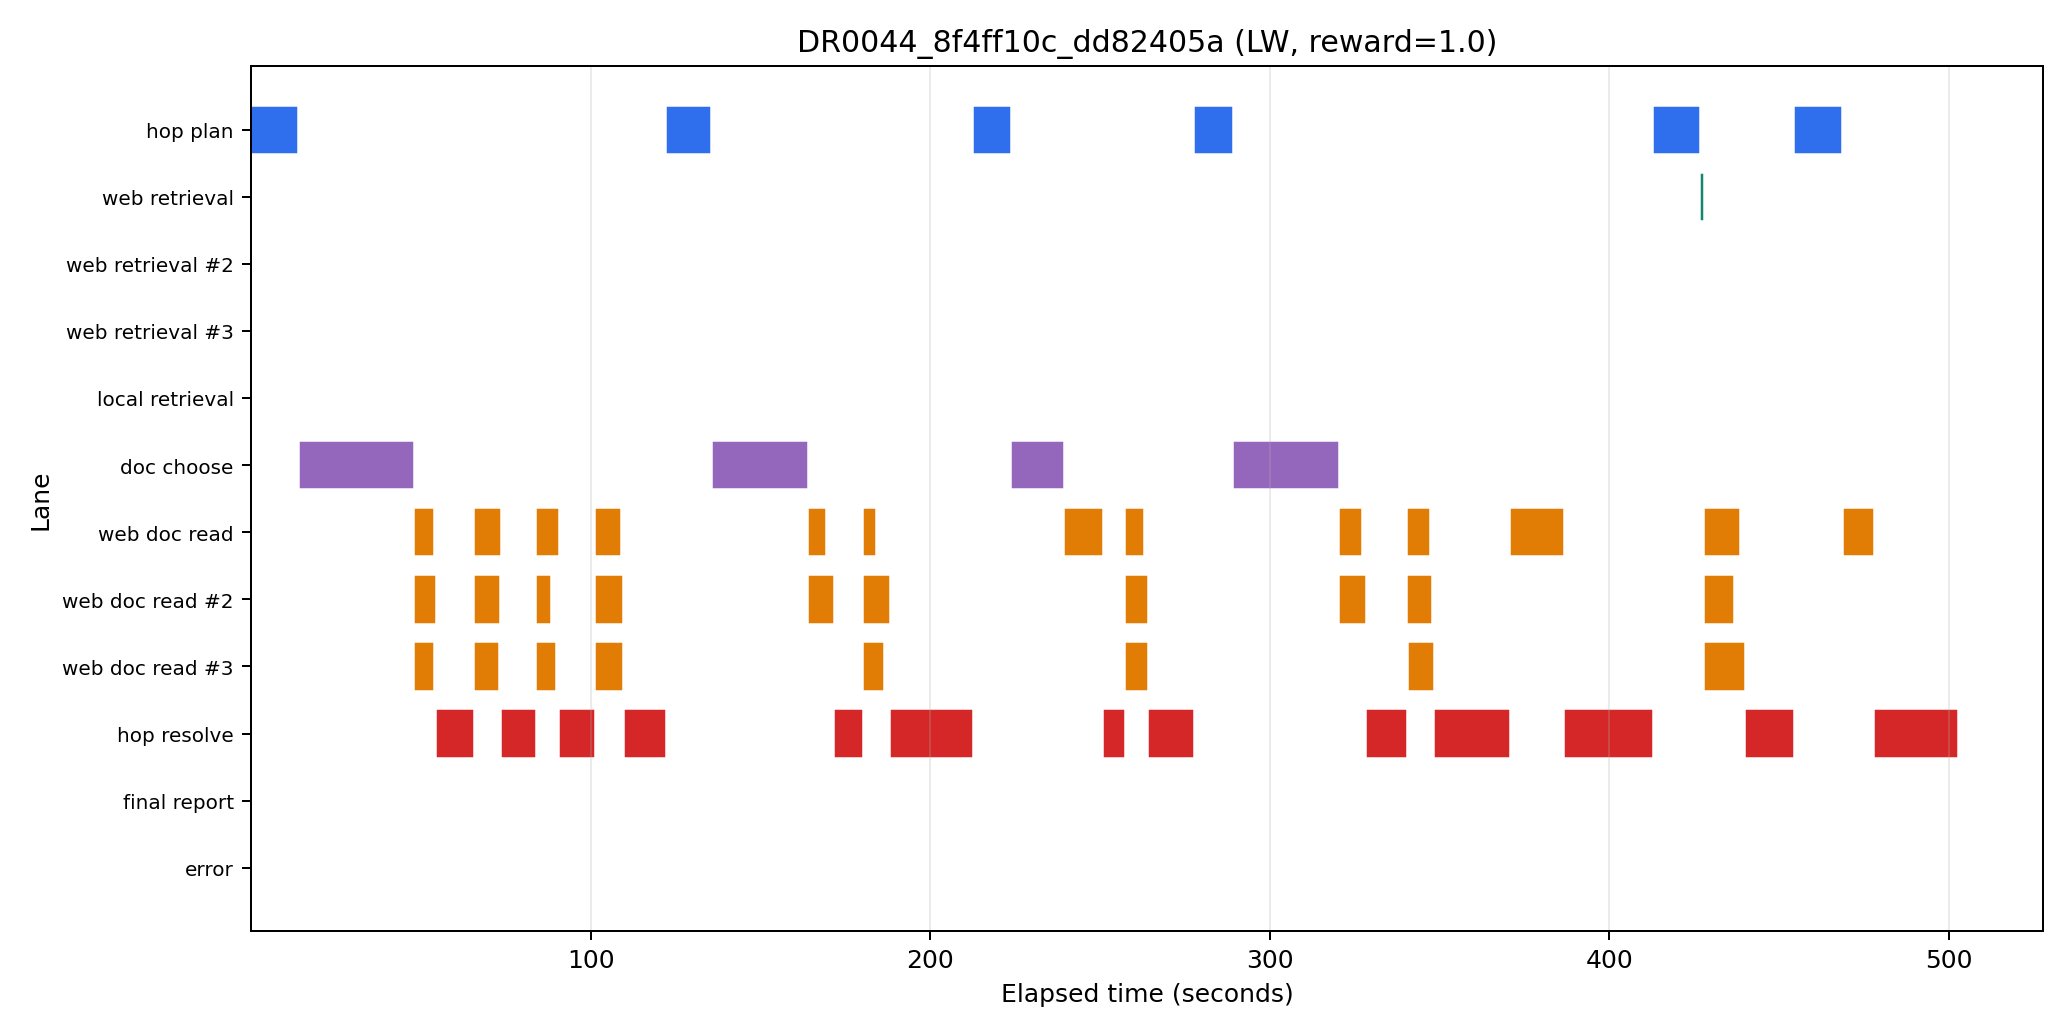 DR0044_8f4ff10c_dd82405a (LW, reward=1.0)
hop plan
web retrieval
web retrieval #2
web retrieval #3
local retrieval
doc choose
web doc read
web doc read #2
web doc read #3
hop resolve
final report
error
Lane
100 200 300 400 500
Elapsed time (seconds)